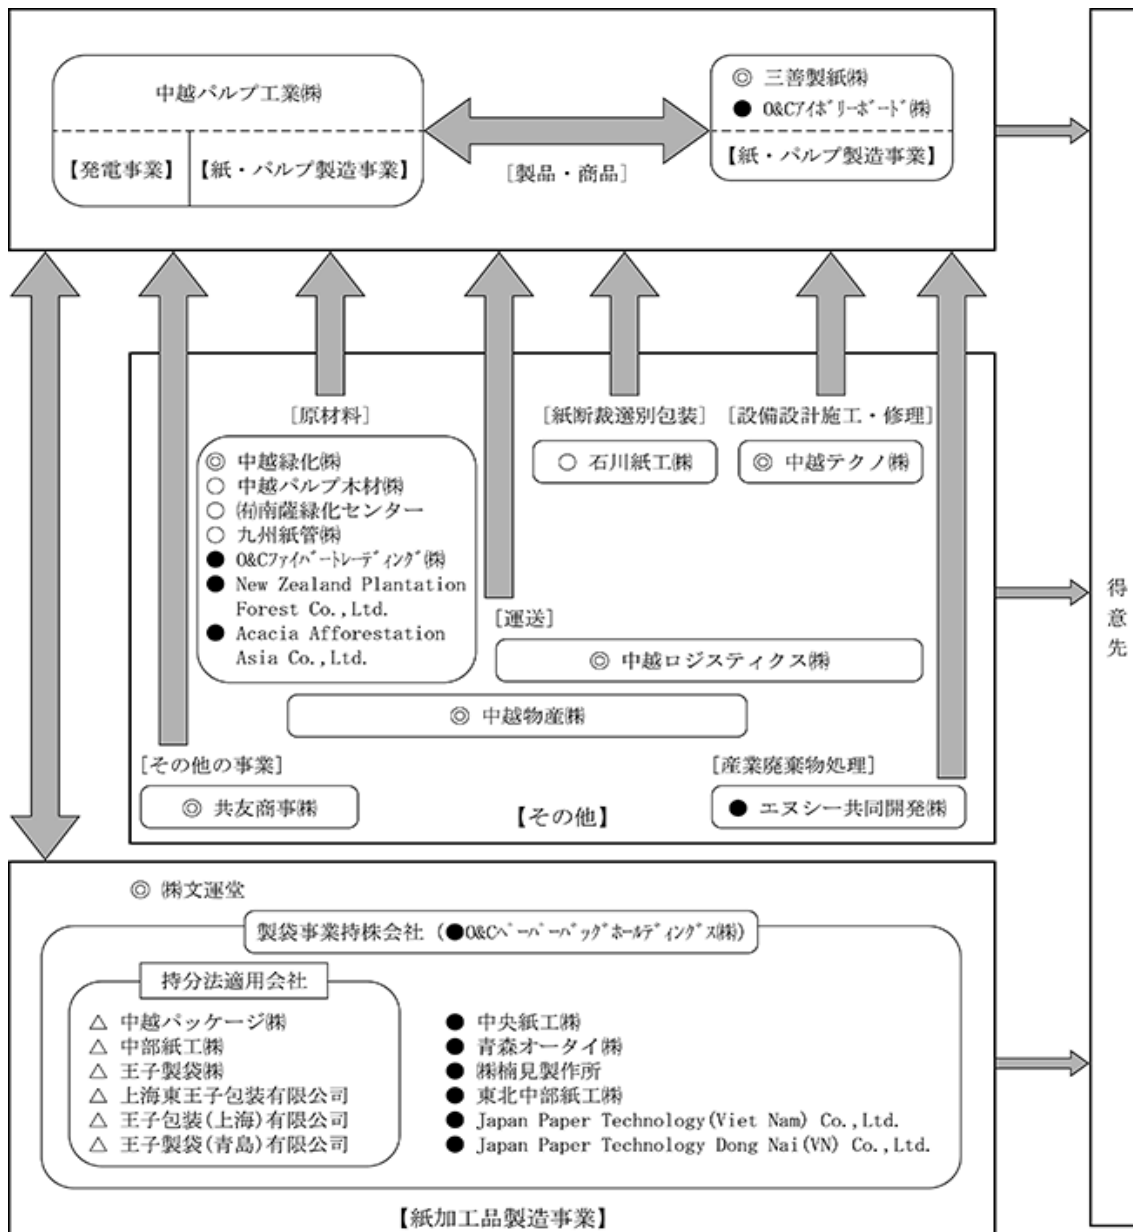 中越パルプ工業㈱
【発電事業】
【紙・パルプ製造事業】
[製品・商品]
◎ 三善製紙㈱
● O&Cｱｲﾎﾞﾘｰﾎﾞｰﾄﾞ㈱
【紙・パルプ製造事業】
[原材料]
◎ 中越緑化㈱
○ 中越パルプ木材㈱
○ ㈲南薩緑化センター
○ 九州紙管㈱
● O&Cﾌｧｲﾊﾞｰﾄﾚｰﾃﾞｨﾝｸﾞ㈱
● New Zealand Plantation
Forest Co.,Ltd.
● Acacia Afforestation
Asia Co.,Ltd.
[紙断裁選別包装]
○ 石川紙工㈱
[設備設計施工・修理]
◎ 中越テクノ㈱
[運送]
◎ 中越ロジスティクス㈱
◎ 中越物産㈱
[その他の事業]
◎ 共友商事㈱
[産業廃棄物処理]
● エヌシー共同開発㈱
【その他】
得意先
◎ ㈱文運堂
製袋事業持株会社（●O&Cﾍﾟｰﾊﾟｰﾊﾞｯｸﾞﾎｰﾙﾃﾞｨﾝｸﾞｽ㈱）
持分法適用会社
△ 中越パッケージ㈱
△ 中部紙工㈱
△ 王子製袋㈱
△ 上海東王子包装有限公司
△ 王子包装(上海)有限公司
△ 王子製袋(青島)有限公司
● 中央紙工㈱
● 青森オータイ㈱
● ㈱楠見製作所
● 東北中部紙工㈱
● Japan Paper Technology(Viet Nam) Co.,Ltd.
● Japan Paper Technology Dong Nai(VN) Co.,Ltd.
【紙加工品製造事業】